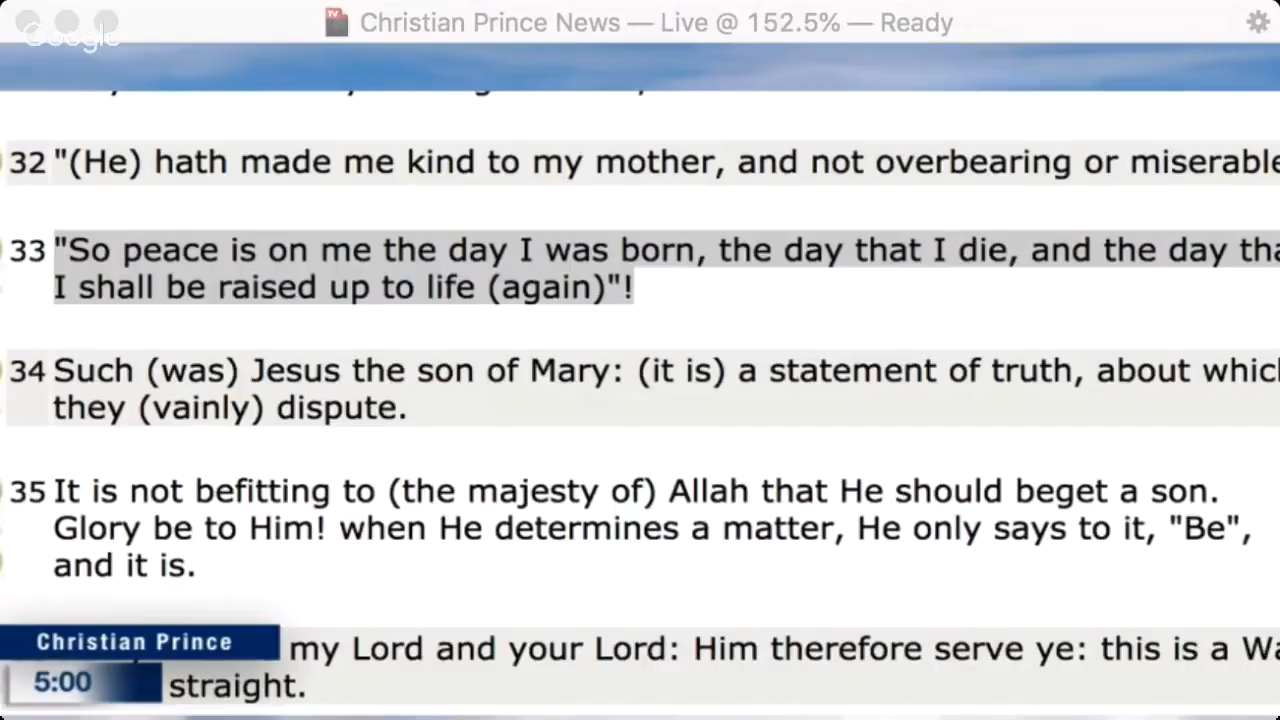 Christian Prince News — Live @ 152.5% — Ready
Google
32 "(He) hath made me kind to my mother, and not overbearing or miserable
33 "So peace is on me the day I was born, the day that I die, and the day tha
I shall be raised up to life (again)"!
34 Such (was) Jesus the son of Mary: (it is) a statement of truth, about which
they (vainly) dispute.
35 It is not befitting to (the majesty of) Allah that He should beget a son.
Glory be to Him! when He determines a matter, He only says to it, "Be",
and it is.
Christian Prince
my Lord and your Lord: Him therefore serve ye: this is a Wa
5:00
straight.